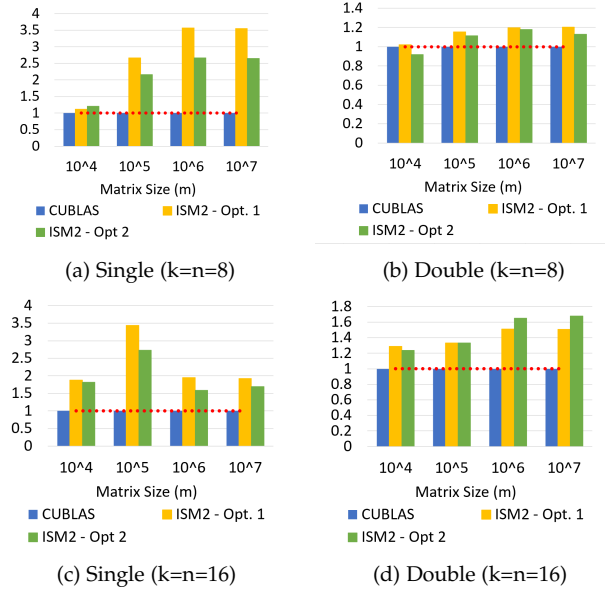 4
3.5
3
2.5
2
1.5
1
0.5
0
10^4 10^5 10^6 10^7
Matrix Size (m)
CUBLAS ISM2 - Opt. 1
ISM2 - Opt 2
(a) Single (k=n=8)
1.4
1.2
1
0.8
0.6
0.4
0.2
0
10^4 10^5 10^6 10^7
Matrix Size (m)
CUBLAS ISM2 - Opt. 1
ISM2 - Opt 2
(b) Double (k=n=8)
4
3.5
3
2.5
2
1.5
1
0.5
0
10^4 10^5 10^6 10^7
Matrix Size (m)
CUBLAS ISM2 - Opt. 1
ISM2 - Opt 2
(c) Single (k=n=16)
1.8
1.6
1.4
1.2
1
0.8
0.6
0.4
0.2
0
10^4 10^5 10^6 10^7
Matrix Size (m)
CUBLAS ISM2 - Opt. 1
ISM2 - Opt 2
(d) Double (k=n=16)